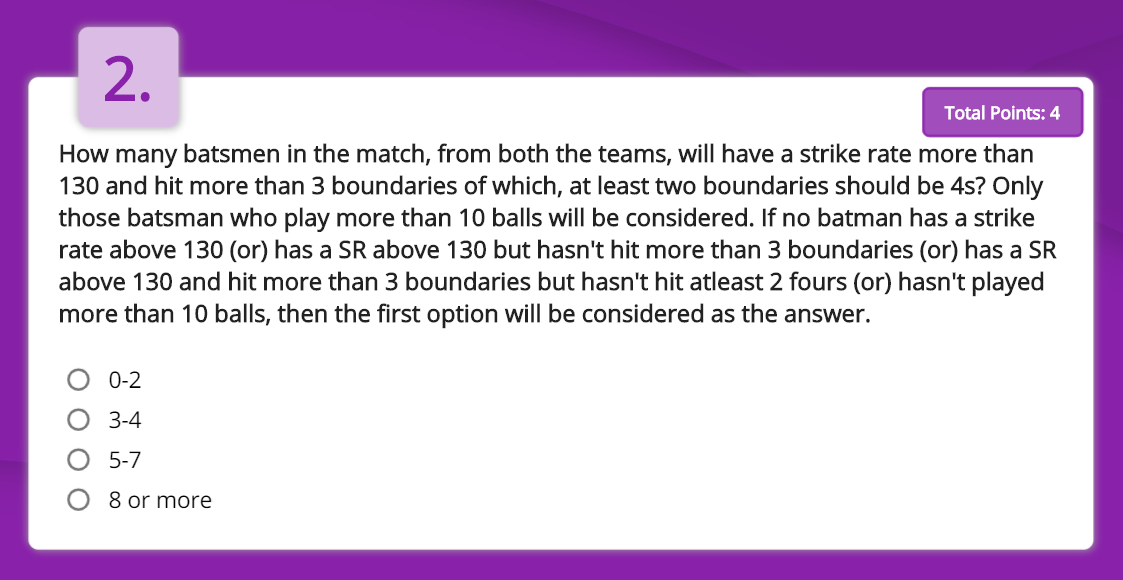 2.
Total Points: 4
How many batsmen in the match, from both the teams, will have a strike rate more than
130 and hit more than 3 boundaries of which, at least two boundaries should be 4s? Only
those batsman who play more than 10 balls will be considered. If no batman has a strike
rate above 130 (or) has a SR above 130 but hasn't hit more than 3 boundaries (or) has a SR
above 130 and hit more than 3 boundaries but hasn't hit atleast 2 fours (or) hasn't played
more than 10 balls, then the first option will be considered as the answer.
0-2
3-4
5-7
8 or more